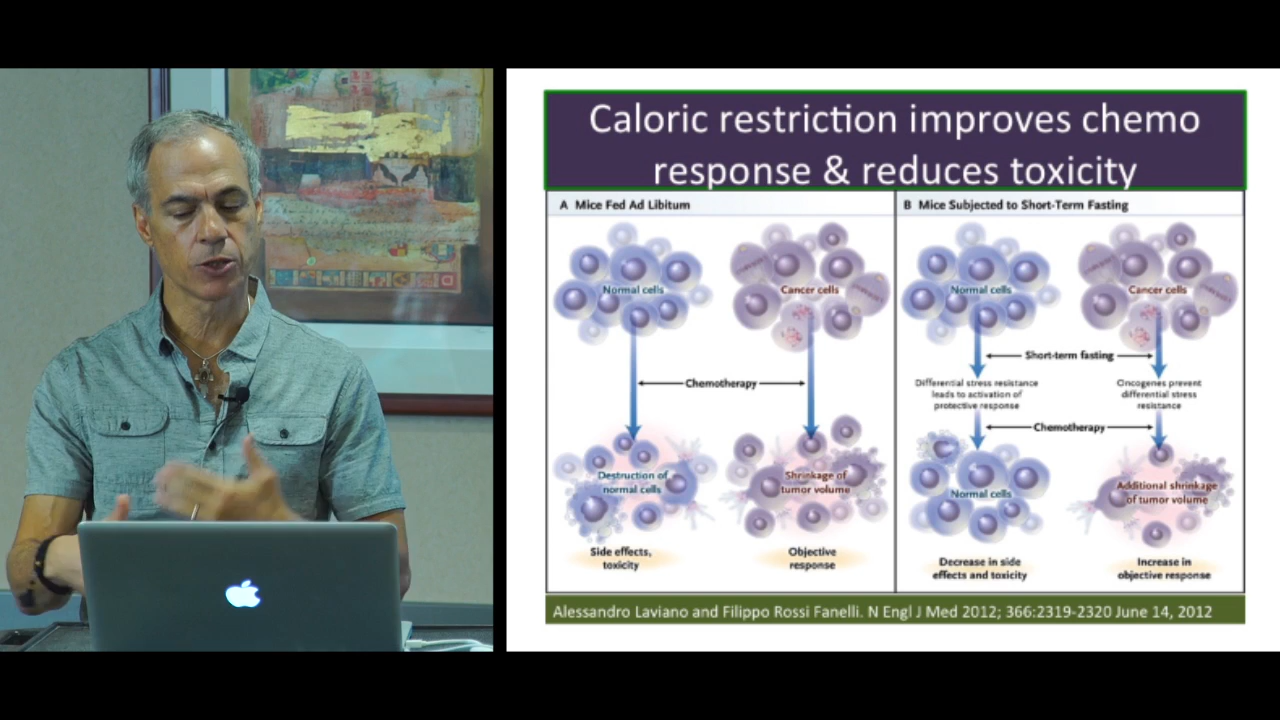 Caloric restriction improves chemo
response & reduces toxicity
A Mice Fed Ad Libitum
Normal cells
Cancer cells
Chemotherapy
Destruction of
normal cells
Shrinkage of
tumor volume
Side effects,
toxicity
Objective
response
B Mice Subjected to Short-Term Fasting
Normal cells
Cancer cells
Short-term fasting
Differential stress resistance
leads to activation of
protective response
Oncogenes prevent
differential stress
resistance
Chemotherapy
Normal cells
Additional shrinkage
of tumor volume
Decrease in side
effects and toxicity
Increase in
objective response
Alessandro Laviano and Filippo Rossi Fanelli. N Engl J Med 2012; 366:2319-2320 June 14, 2012